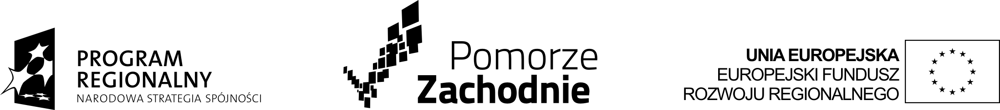 PROGRAM
REGIONALNY
NARODOWA STRATEGIA SPÓJNOŚCI
Pomorze
Zachodnie
UNIA EUROPEJSKA
EUROPEJSKI FUNDUSZ
ROZWOJU REGIONALNEGO